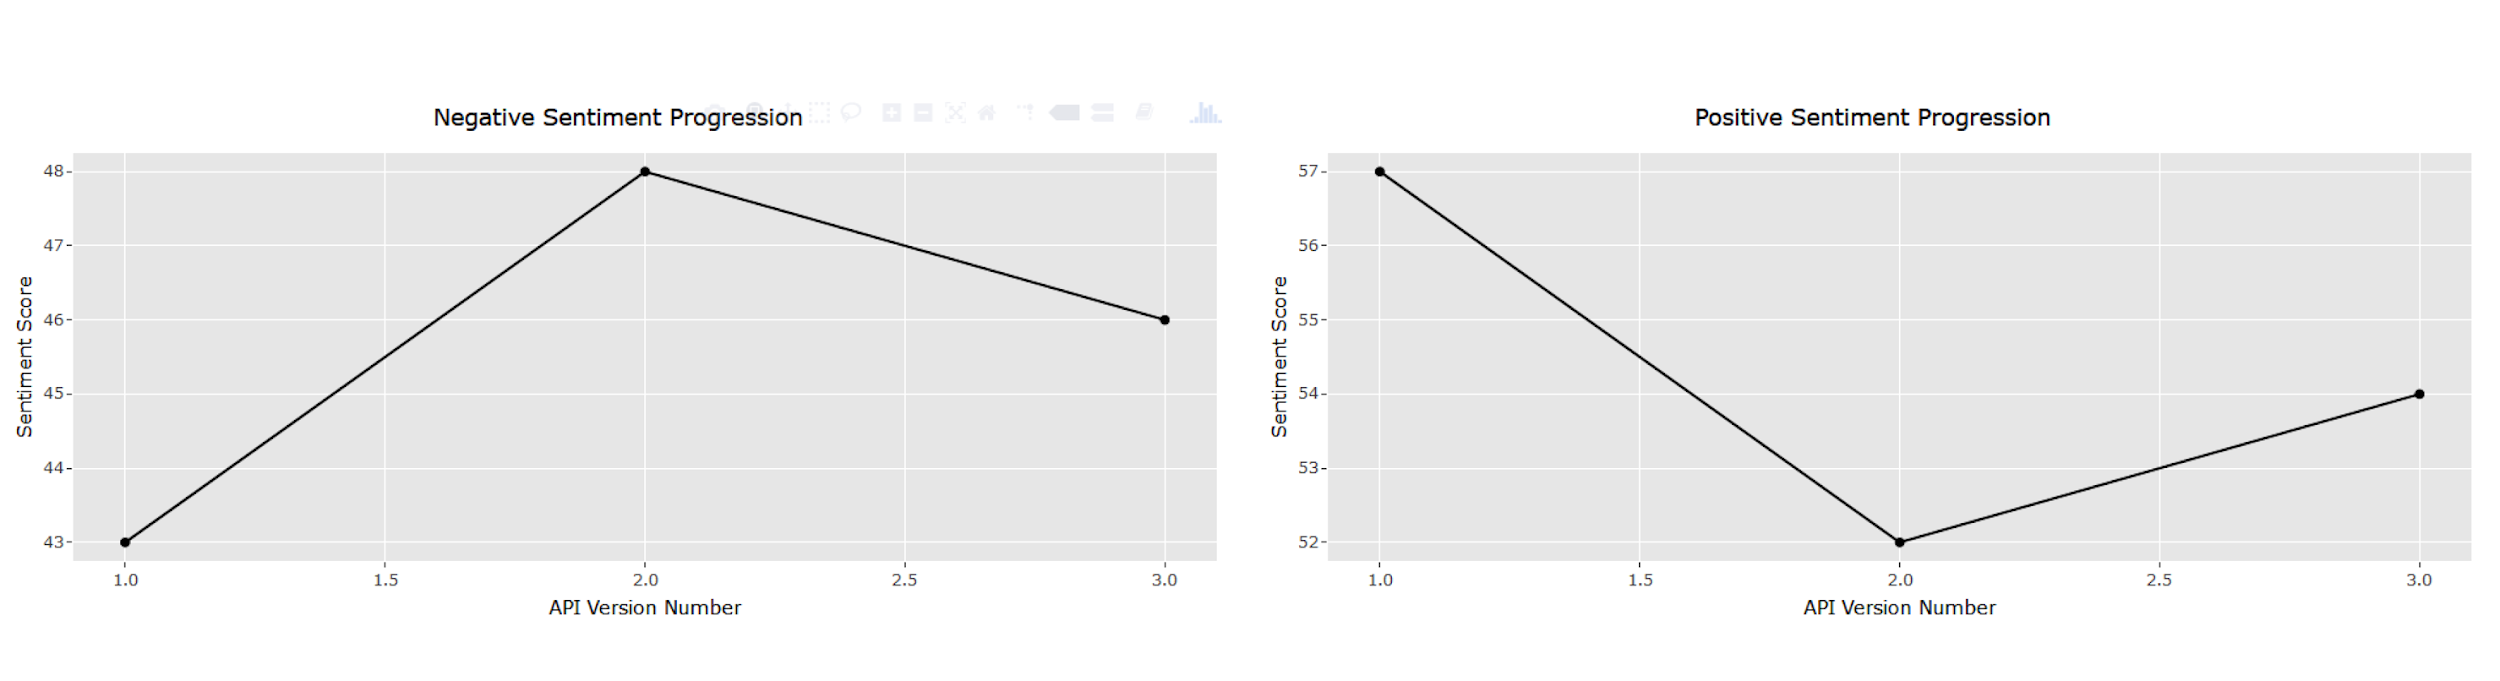 Negative Sentiment Progression
48
47
46
45
44
43
Sentiment Score
1.0 1.5 2.0 2.5 3.0
API Version Number
Positive Sentiment Progression
57
56
55
54
53
52
Sentiment Score
1.0 1.5 2.0 2.5 3.0
API Version Number